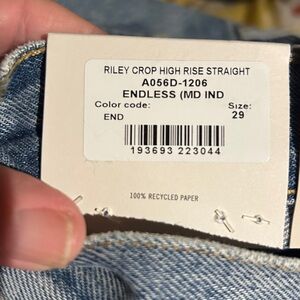 RILEY CROP HIGH RISE STRAIGHT
A056D-1206
ENDLESS (MD IND
Color code: Size:
END 29
193693 223044
100% RECYCLED PAPER